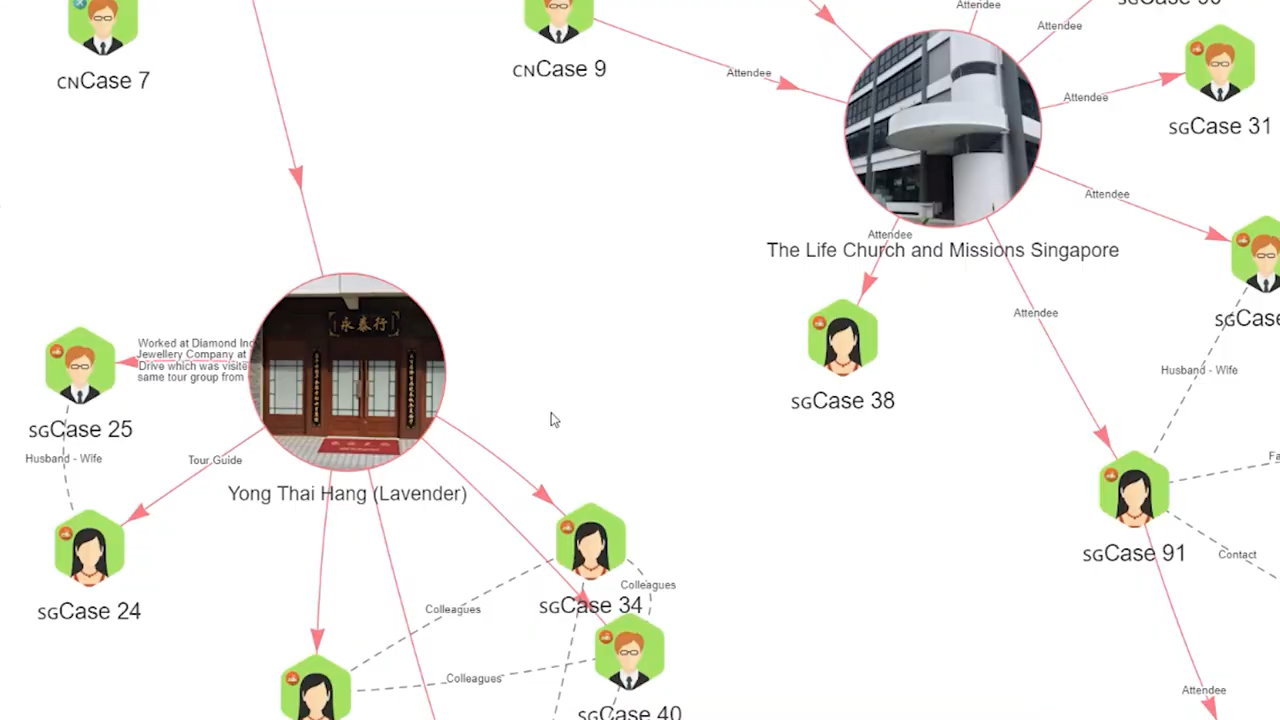 Attendee
Attendee
CNCase 7
CNCase 9
Attendee
Attendee
SGCase 31
Attendee
Attendee
The Life Church and Missions Singapore
Attendee
SGCase
永泰行
Worked at Diamond
Jewellery Company at
Drive which was
same tour group from
Husband - Wife
SGCase 38
SGCase 25
Husband - Wife
Tour Guide
Yong Thai Hang (Lavender)
SGCase 91
Contact
Colleagues
SGCase 34
Colleagues
SGCase 24
Colleagues
Attendee
SGCase 40